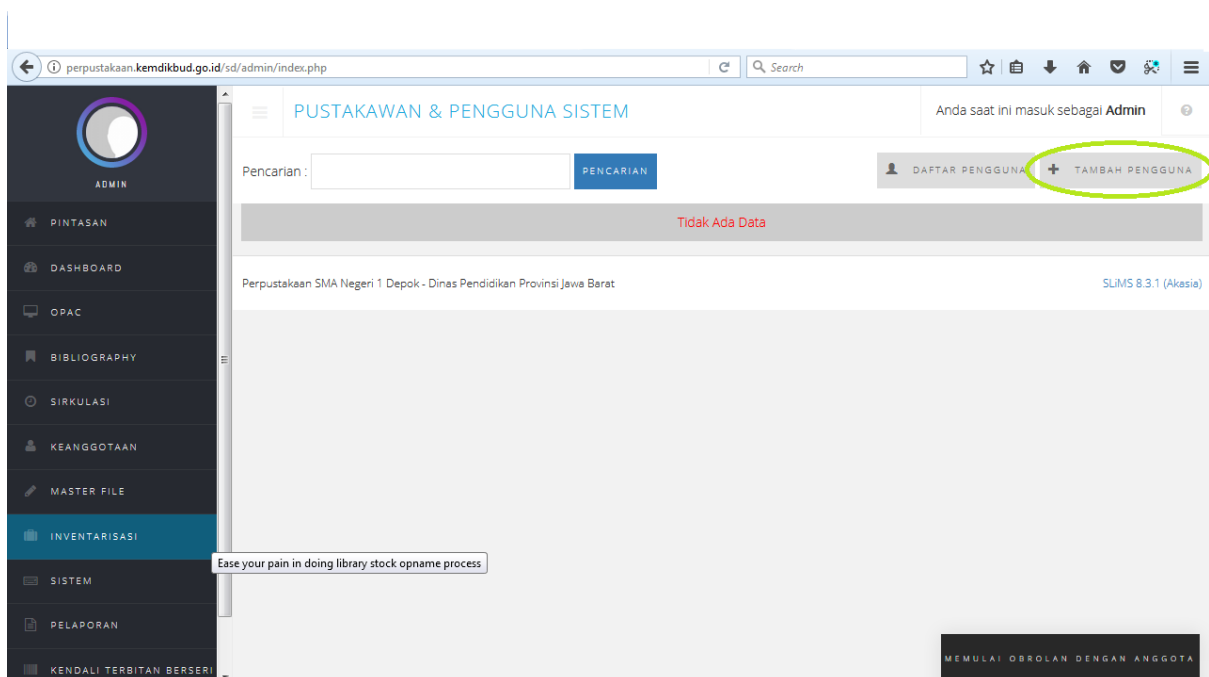 perpustakaan.kemdikbud.go.id/sd/admin/index.php
Search
ADMIN
PINTASAN
DASHBOARD
OPAC
BIBLIOGRAPHY
SIRKULASI
KEANGGOTAAN
MASTER FILE
INVENTARISASI
SISTEM
PELAPORAN
KENDALI TERBITAN BERSERI
PUSTAKAWAN & PENGGUNA SISTEM
Anda saat ini masuk sebagai Admin
Pencarian :
PENCARIAN
DAFTAR PENGGUNA
TAMBAH PENGGUNA
Tidak Ada Data
Perpustakaan SMA Negeri 1 Depok - Dinas Pendidikan Provinsi Jawa Barat
SLiMS 8.3.1 (Akasia)
Ease your pain in doing library stock opname process
MEMULAI OBROLAN DENGAN ANGGOTA